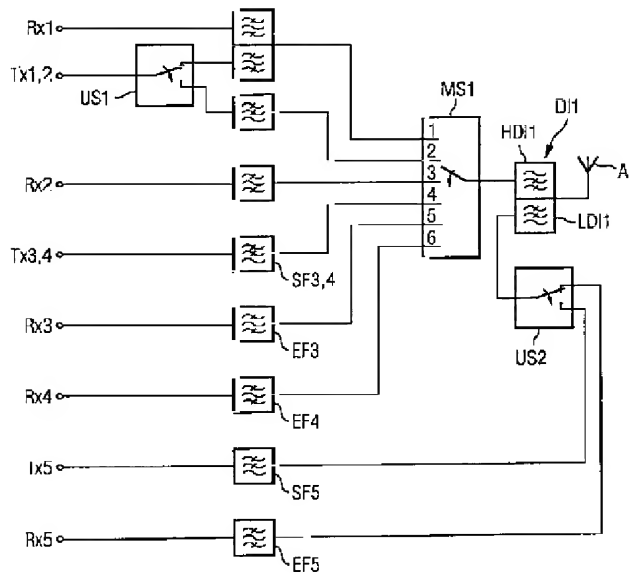 Rx1
Tx1,2
US1
MS1
1
2
3
4
5
6
HDI1
DI1
A
LDI1
Rx2
Tx3,4
SF3,4
US2
Rx3
EF3
Rx4
EF4
Tx5
SF5
Rx5
EF5